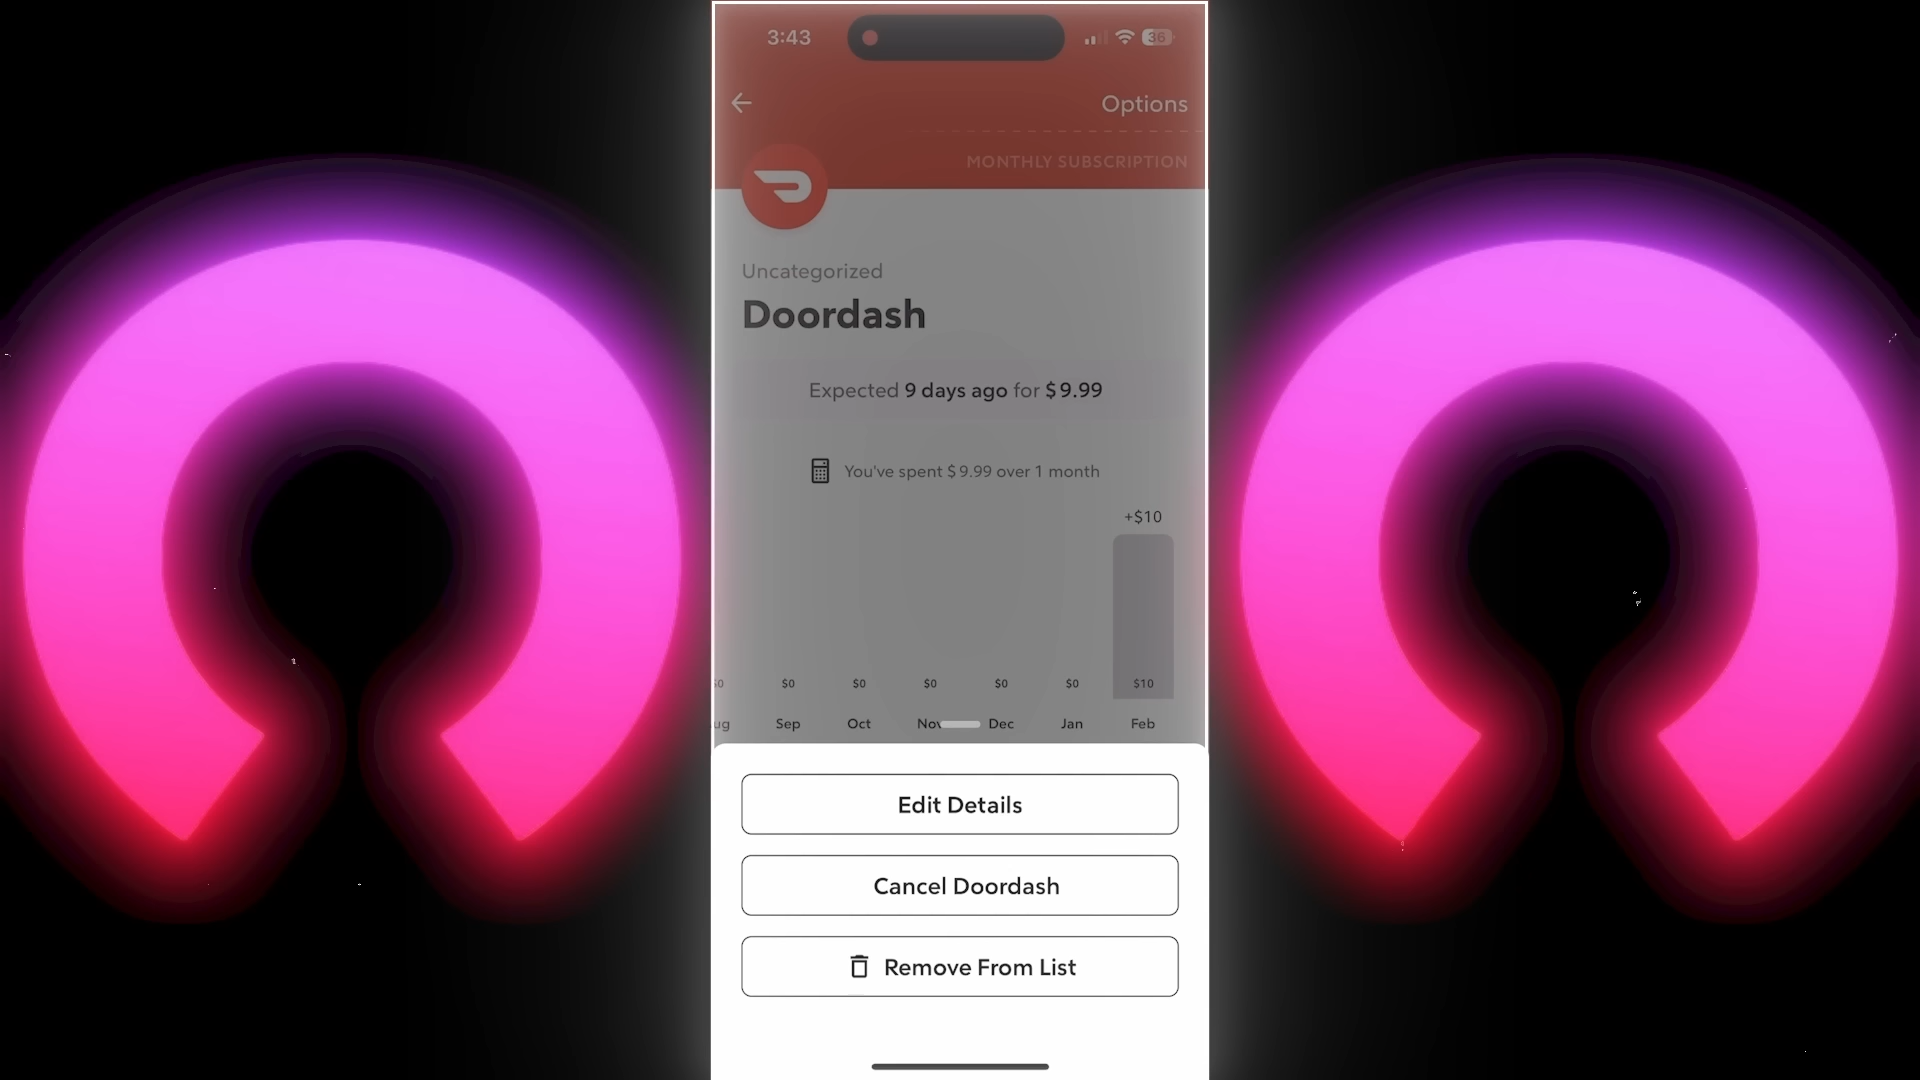 3:43
36
Options
MONTHLY SUBSCRIPTION
Uncategorized
Doordash
Expected 9 days ago for $9.99
You've spent $9.99 over 1 month
+$10
$0 $0 $0 $0 $0 $10
Sep Oct Nov Dec Jan Feb
Edit Details
Cancel Doordash
Remove From List